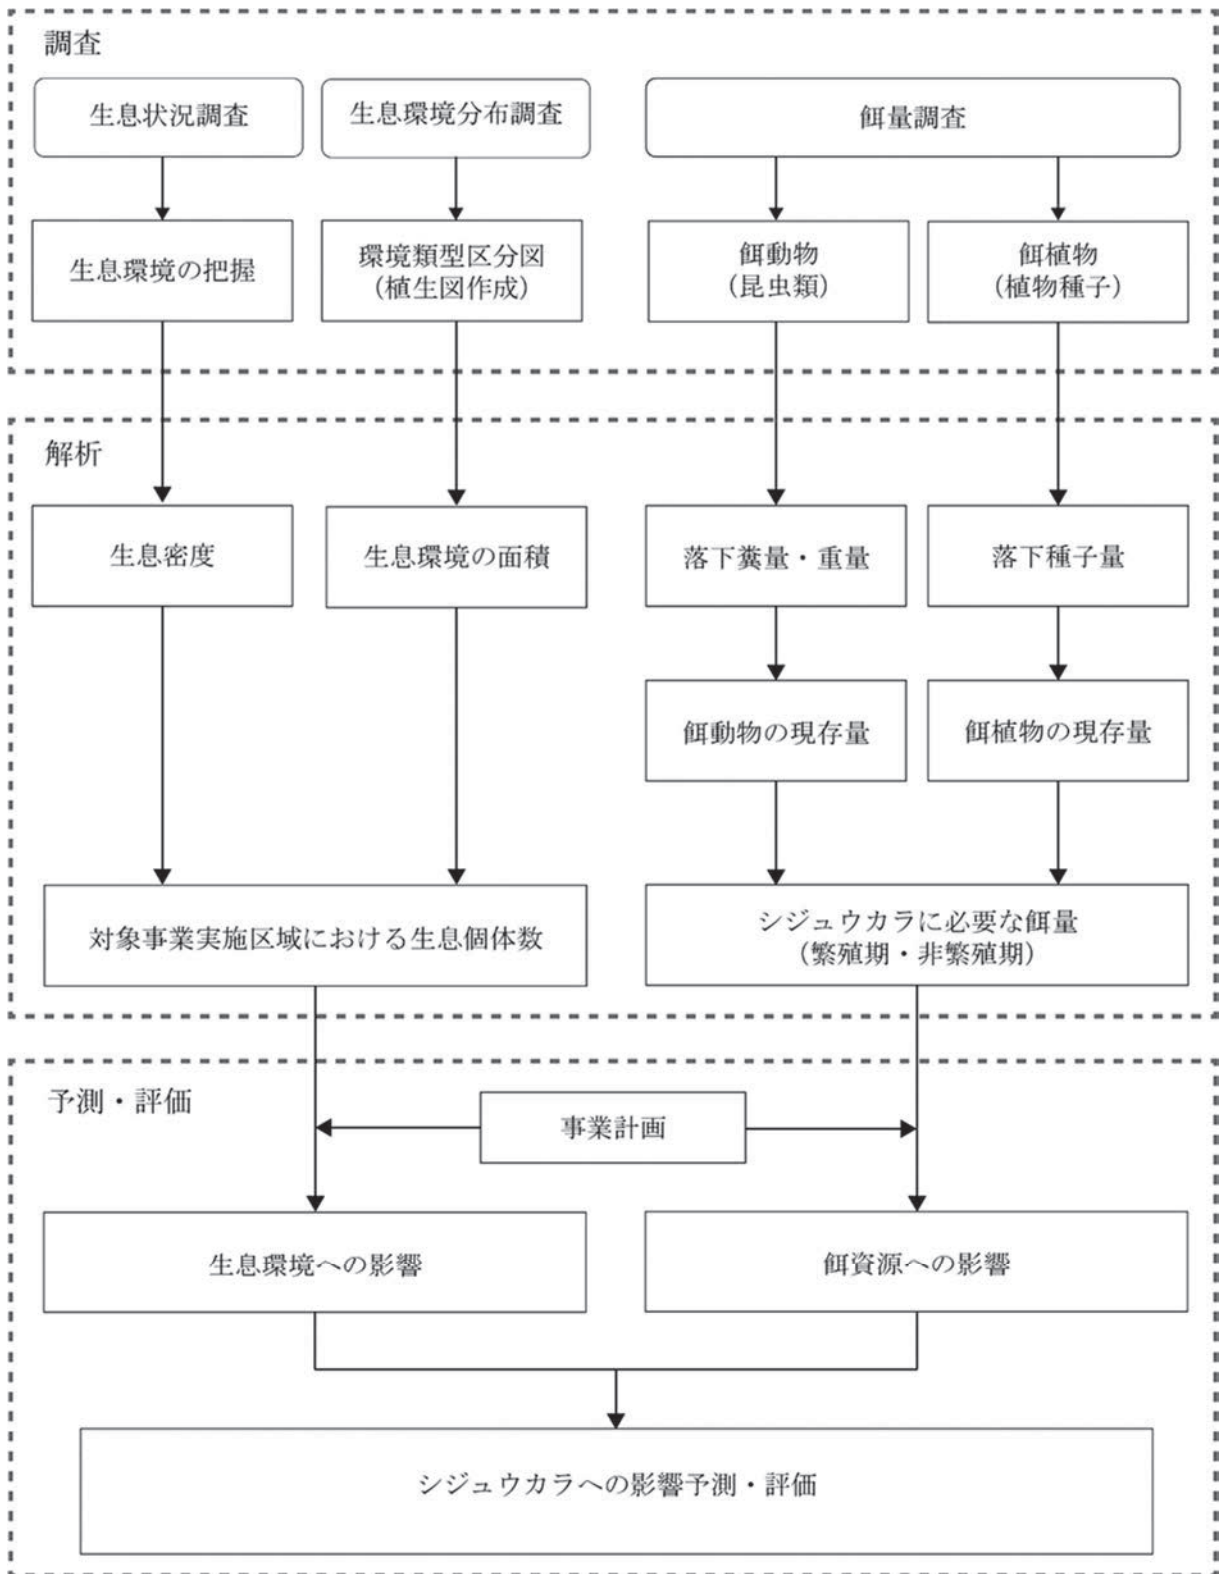 調査
生息状況調査
生息環境分布調査
餌量調査
生息環境の把握
環境類型区分図
(植生図作成)
餌動物
(昆虫類)
餌植物
(植物種子)
解析
生息密度
生息環境の面積
落下糞量・重量
落下種子量
餌動物の現存量
餌植物の現存量
対象事業実施区域における生息個体数
シジュウカラに必要な餌量
(繁殖期・非繁殖期)
予測・評価
事業計画
生息環境への影響
餌資源への影響
シジュウカラへの影響予測・評価